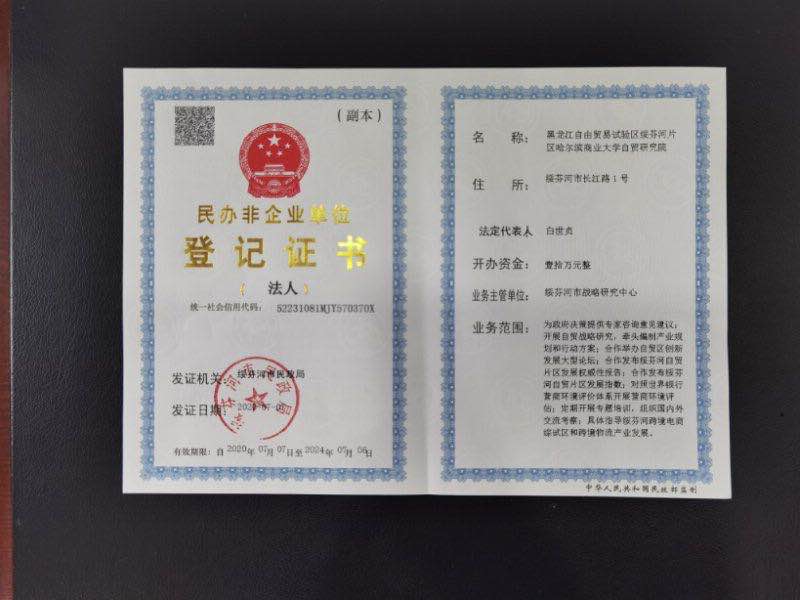 （副本）
民办非企业单位
登记证书
（法人）
统一社会信用代码： 52231081MJY570370X
发证机关： 绥芬河市民政局
发证日期： 2020-07-0
有效期限：自2020年07月07日至2024年07月06日
绥芬河市民政局
名称： 黑龙江自由贸易试验区绥芬河片
区哈尔滨商业大学自贸研究院
住所： 绥芬河市长江路1号
法定代表人 白世贞
开办资金： 壹拾万元整
业务主管单位： 绥芬河市战略研究中心
业务范围： 为政府决策提供专家咨询意见建议；
开展自贸战略研究，牵头编制产业规
划和行动方案；合作举办自贸区创新发
展大型论坛；合作发布绥芬河自贸
片区发展权威性报告；合作发布绥芬
河自贸片区发展指数；对照世界银行
营商环境评价体系开展营商环境评
估；定期开展专题培训，组织国内外
交流考察；具体指导绥芬河跨境电商
综试区和跨境物流产业发展。
中华人民共和国民政部监制